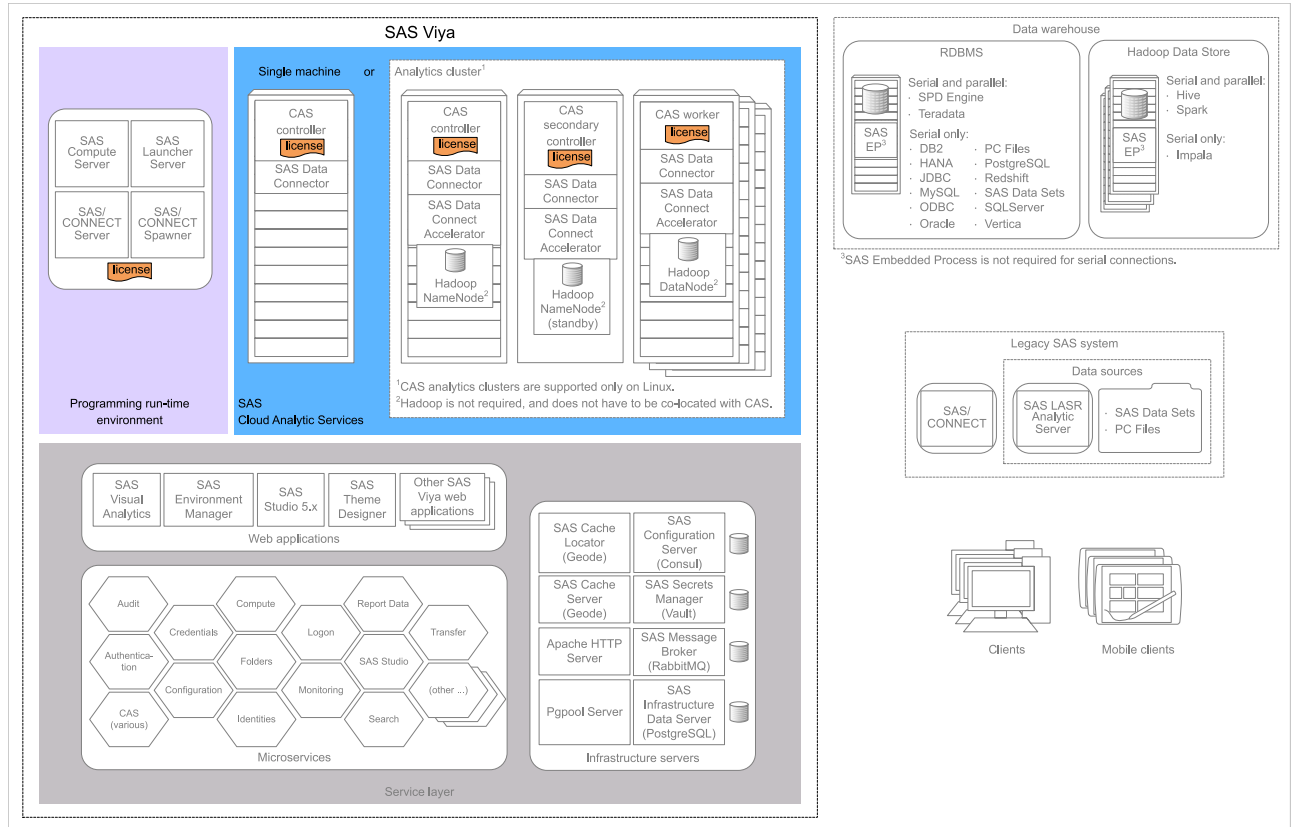 SAS Viya
Single machine or Analytics cluster¹
SAS
Compute
Server
SAS
Launcher
Server
SAS/
CONNECT
Server
SAS/
CONNECT
Spawner
license
Programming run-time
environment
CAS
controller
license
SAS Data
Connector
CAS
controller
license
SAS Data
Connector
SAS Data
Connect
Accelerator
Hadoop
NameNode²
CAS
secondary
controller
license
SAS Data
Connector
SAS Data
Connect
Accelerator
Hadoop
NameNode²
(standby)
CAS worker
license
SAS Data
Connector
SAS Data
Connect
Accelerator
Hadoop
DataNode²
¹CAS analytics clusters are supported only on Linux.
²Hadoop is not required, and does not have to be co-located with CAS.
SAS
Cloud Analytic Services
SAS
Visual
Analytics
SAS
Environment
Manager
SAS
Studio 5.x
SAS
Theme
Designer
Other SAS
Viya web
applications
Web applications
Audit
Compute
Report Data
Credentials
Logon
Transfer
Authentica-
tion
Folders
SAS Studio
Configuration
Monitoring
(other ...)
CAS
(various)
Identities
Search
Microservices
SAS Cache
Locator
(Geode)
SAS
Configuration
Server
(Consul)
SAS Cache
Server
(Geode)
SAS Secrets
Manager
(Vault)
Apache HTTP
Server
SAS Message
Broker
(RabbitMQ)
Pgpool Server
SAS
Infrastructure
Data Server
(PostgreSQL)
Infrastructure servers
Service layer
Data warehouse
RDBMS
SAS
EP³
Serial and parallel:
· SPD Engine
· Teradata
Serial only:
· DB2
· HANA
· JDBC
· MySQL
· ODBC
· Oracle
· PC Files
· PostgreSQL
· Redshift
· SAS Data Sets
· SQLServer
· Vertica
Hadoop Data Store
SAS
EP³
Serial and parallel:
· Hive
· Spark
Serial only:
· Impala
³SAS Embedded Process is not required for serial connections.
Legacy SAS system
Data sources
SAS/
CONNECT
SAS LASR
Analytic
Server
· SAS Data Sets
· PC Files
Clients
Mobile clients